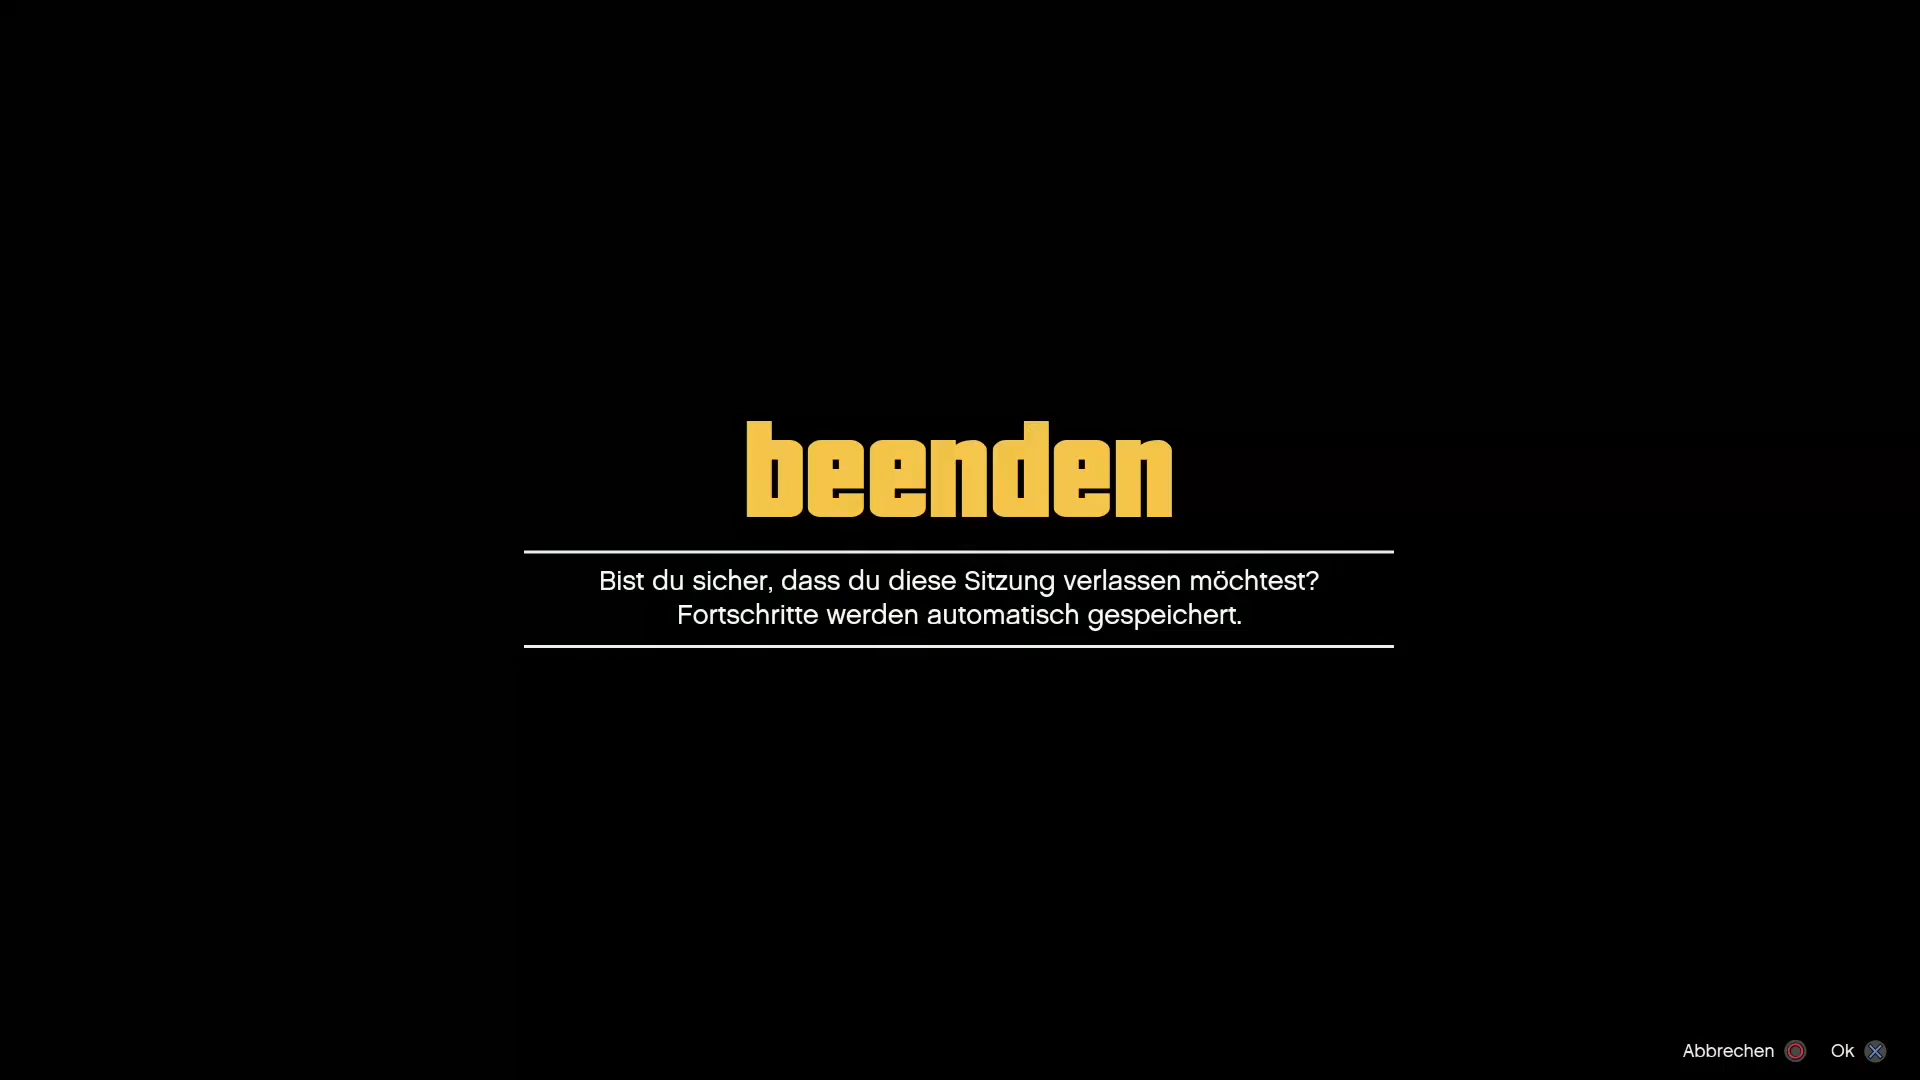 beenden
Bist du sicher, dass du diese Sitzung verlassen möchtest?
Fortschritte werden automatisch gespeichert.
Abbrechen Ok